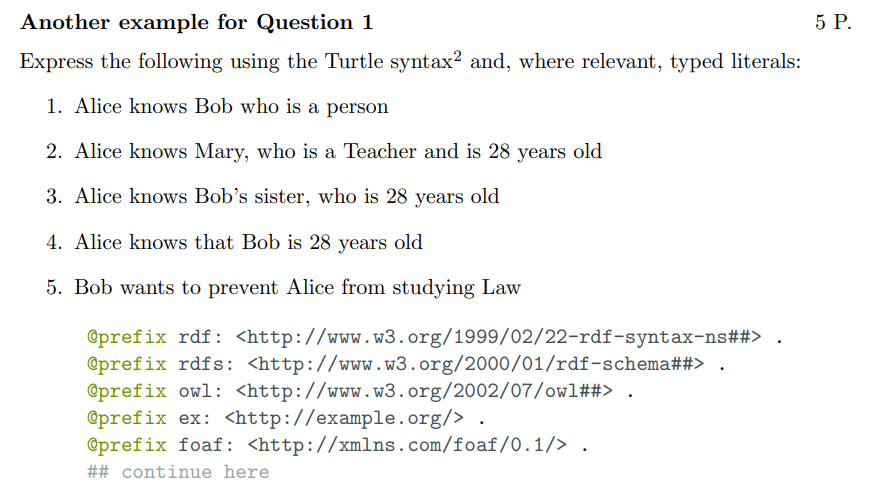 Another example for Question 1 5 P.
Express the following using the Turtle syntax² and, where relevant, typed literals:
1. Alice knows Bob who is a person
2. Alice knows Mary, who is a Teacher and is 28 years old
3. Alice knows Bob's sister, who is 28 years old
4. Alice knows that Bob is 28 years old
5. Bob wants to prevent Alice from studying Law
@prefix rdf: <http://www.w3.org/1999/02/22-rdf-syntax-ns##> .
@prefix rdfs: <http://www.w3.org/2000/01/rdf-schema##> .
@prefix owl: <http://www.w3.org/2002/07/owl##> .
@prefix ex: <http://example.org/> .
@prefix foaf: <http://xmlns.com/foaf/0.1/> .
## continue here